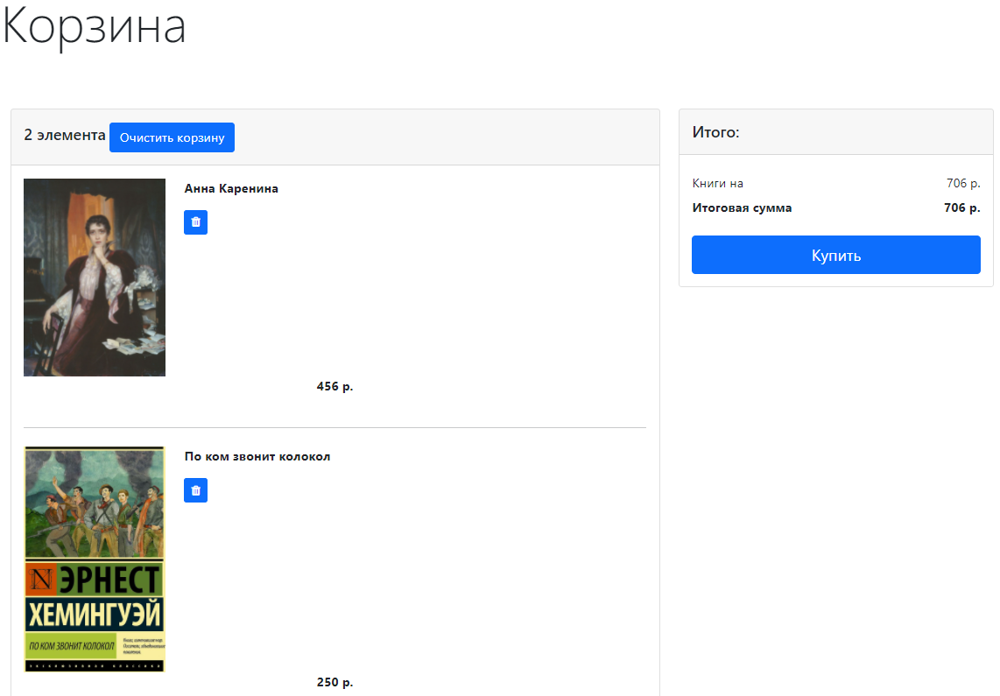 Корзина
2 элемента Очистить корзину
Анна Каренина
456 р.
По ком звонит колокол
N ЭРНЕСТ
ХЕМИНГУЭЙ
ПО КОМ ЗВОНИТ КОЛОКОЛ
250 р.
Итого:
Книги на 706 р.
Итоговая сумма 706 р.
Купить